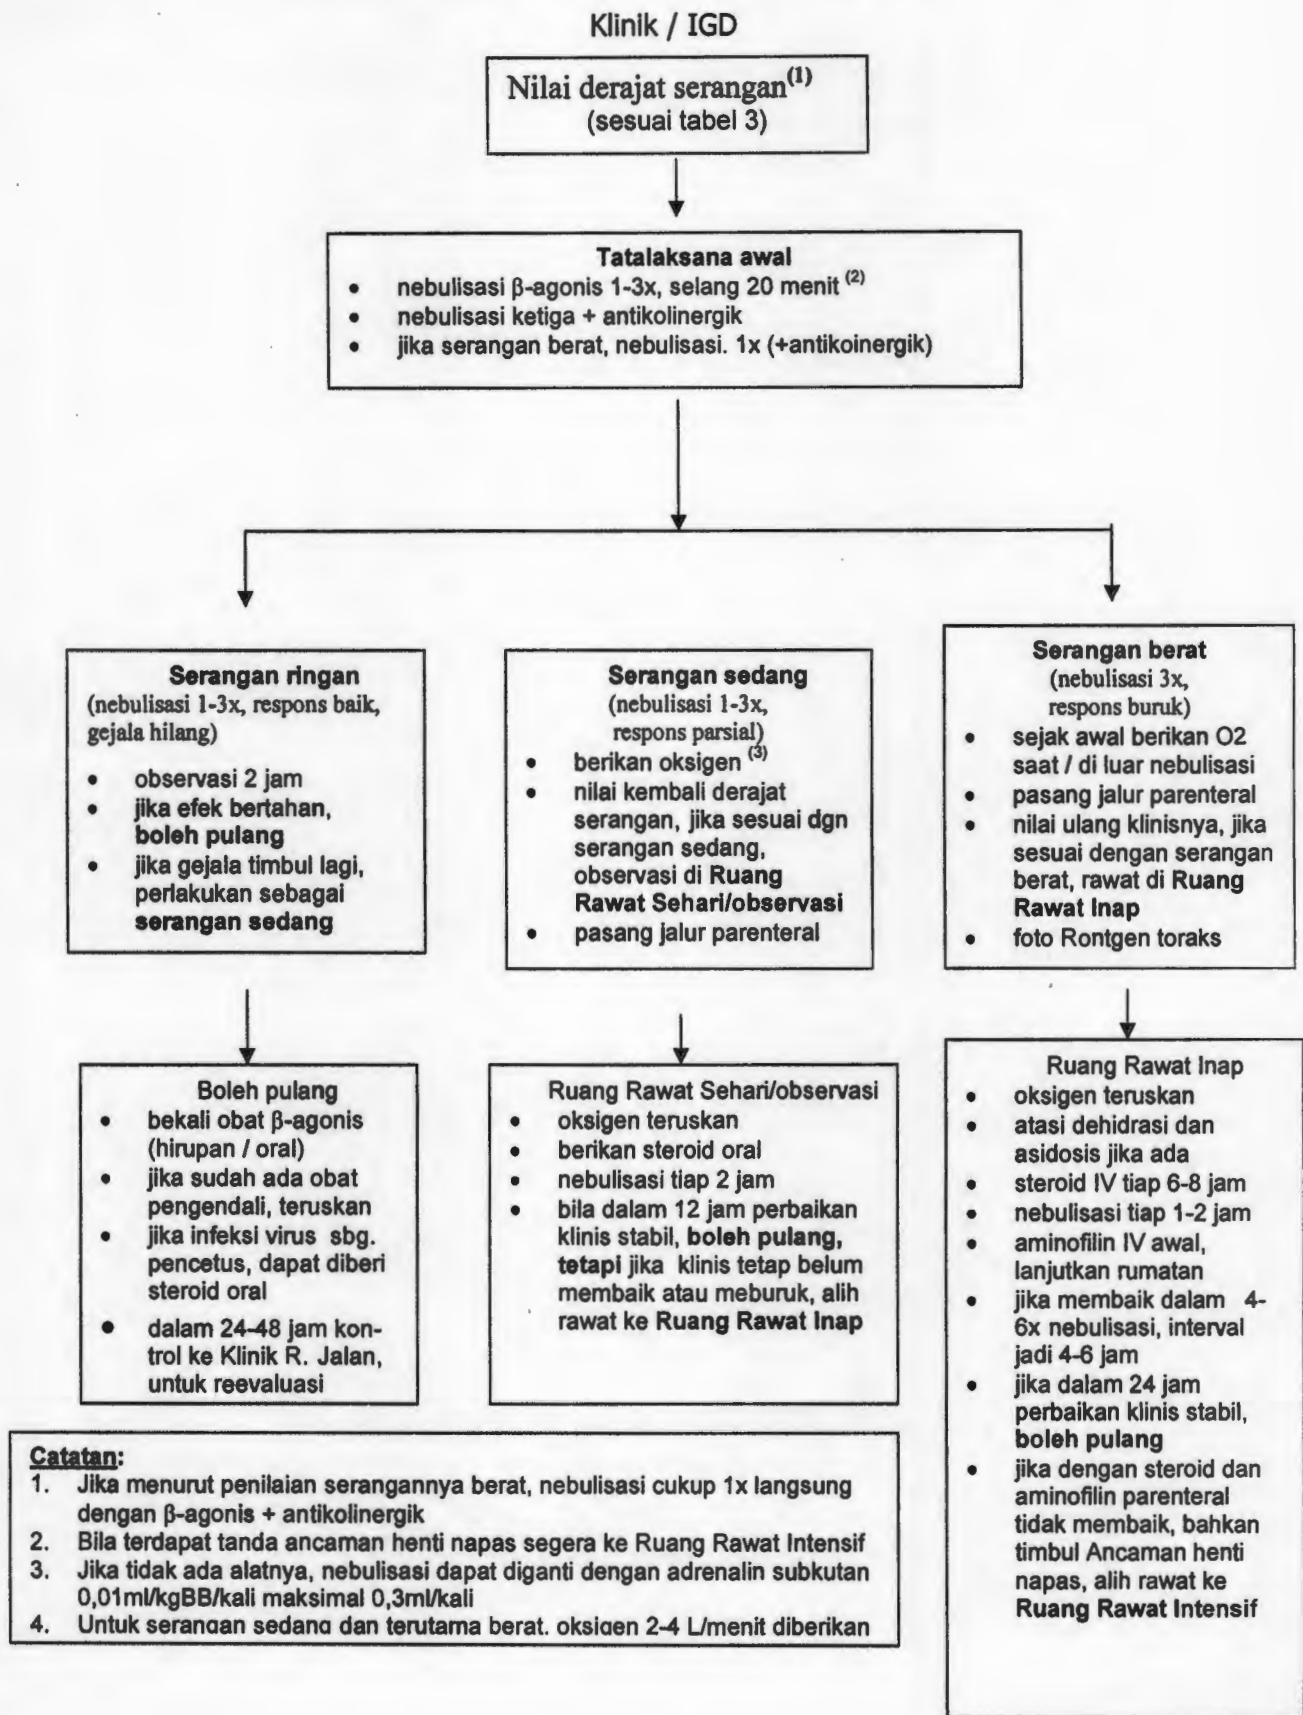 Klinik / IGD
Nilai derajat serangan(1)
(sesuai tabel 3)
Tatalaksana awal
• nebulisasi β-agonis 1-3x, selang 20 menit (2)
• nebulisasi ketiga + antikolinergik
• jika serangan berat, nebulisasi. 1x (+antikoinergik)
Serangan ringan
(nebulisasi 1-3x, respons baik,
gejala hilang)
• observasi 2 jam
• jika efek bertahan,
boleh pulang
• jika gejala timbul lagi,
perlakukan sebagai
serangan sedang
Serangan sedang
(nebulisasi 1-3x,
respons parsial)
• berikan oksigen (3)
• nilai kembali derajat
serangan, jika sesuai dgn
serangan sedang,
observasi di Ruang
Rawat Sehari/observasi
• pasang jalur parenteral
Serangan berat
(nebulisasi 3x,
respons buruk)
• sejak awal berikan O2
saat / di luar nebulisasi
• pasang jalur parenteral
• nilai ulang klinisnya, jika
sesuai dengan serangan
berat, rawat di Ruang
Rawat Inap
• foto Rontgen toraks
Boleh pulang
• bekali obat β-agonis
(hirupan / oral)
• jika sudah ada obat
pengendali, teruskan
• jika infeksi virus sbg.
pencetus, dapat diberi
steroid oral
• dalam 24-48 jam kon-
trol ke Klinik R. Jalan,
untuk reevaluasi
Ruang Rawat Sehari/observasi
• oksigen teruskan
• berikan steroid oral
• nebulisasi tiap 2 jam
• bila dalam 12 jam perbaikan
klinis stabil, boleh pulang,
tetapi jika klinis tetap belum
membaik atau meburuk, alih
rawat ke Ruang Rawat Inap
Ruang Rawat Inap
• oksigen teruskan
• atasi dehidrasi dan
asidosis jika ada
• steroid IV tiap 6-8 jam
• nebulisasi tiap 1-2 jam
• aminofilin IV awal,
lanjutkan rumatan
• jika membaik dalam 4-
6x nebulisasi, interval
jadi 4-6 jam
• jika dalam 24 jam
perbaikan klinis stabil,
boleh pulang
• jika dengan steroid dan
aminofilin parenteral
tidak membaik, bahkan
timbul Ancaman henti
napas, alih rawat ke
Ruang Rawat Intensif
Catatan:
1. Jika menurut penilaian serangannya berat, nebulisasi cukup 1x langsung
dengan β-agonis + antikolinergik
2. Bila terdapat tanda ancaman henti napas segera ke Ruang Rawat Intensif
3. Jika tidak ada alatnya, nebulisasi dapat diganti dengan adrenalin subkutan
0,01ml/kgBB/kali maksimal 0,3ml/kali
4. Untuk serangan sedang dan terutama berat. oksigen 2-4 L/menit diberikan